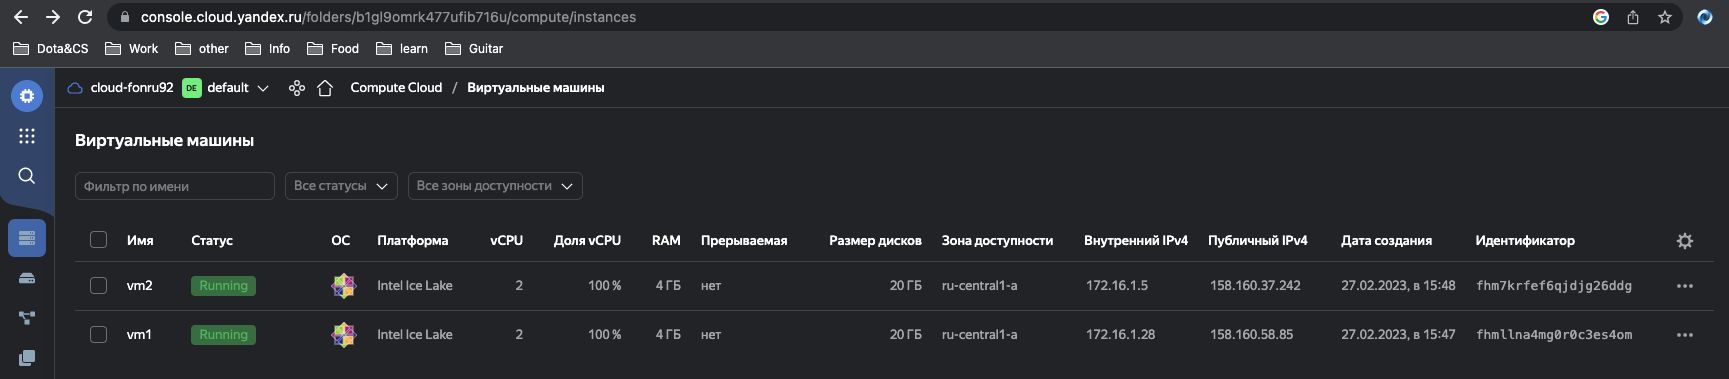 console.cloud.yandex.ru/folders/b1gl9omrk477ufib716u/compute/instances
Dota&CS Work other Info Food learn Guitar
cloud-fonru92 DE default Compute Cloud / Виртуальные машины
Виртуальные машины
Фильтр по имени Все статусы Все зоны доступности
Имя Статус ОС Платформа vCPU Доля vCPU RAM Прерываемая Размер дисков Зона доступности Внутренний IPv4 Публичный IPv4 Дата создания Идентификатор
vm2 Running Intel Ice Lake 2 100 % 4 ГБ нет 20 ГБ ru-central1-a 172.16.1.5 158.160.37.242 27.02.2023, в 15:48 fhm7krfef6qjdjg26ddg
vm1 Running Intel Ice Lake 2 100 % 4 ГБ нет 20 ГБ ru-central1-a 172.16.1.28 158.160.58.85 27.02.2023, в 15:47 fhmllna4mg0r0c3es4om